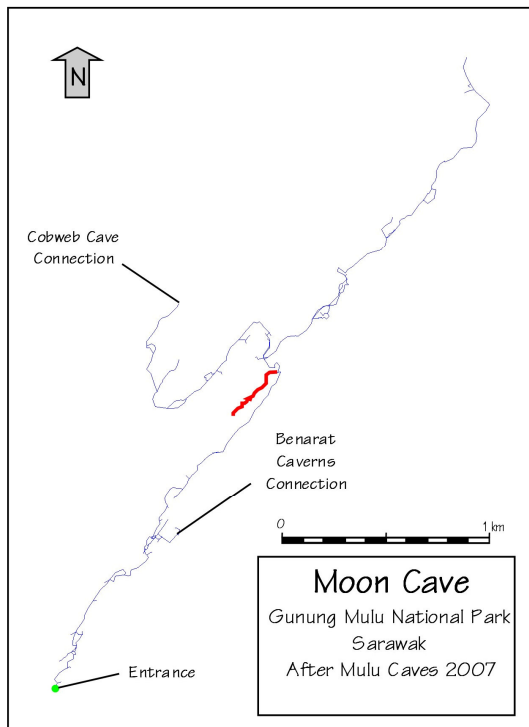 N
Cobweb Cave
Connection
Benarat
Caverns
Connection
0 1 km
Moon Cave
Gunung Mulu National Park
Sarawak
After Mulu Caves 2007
Entrance